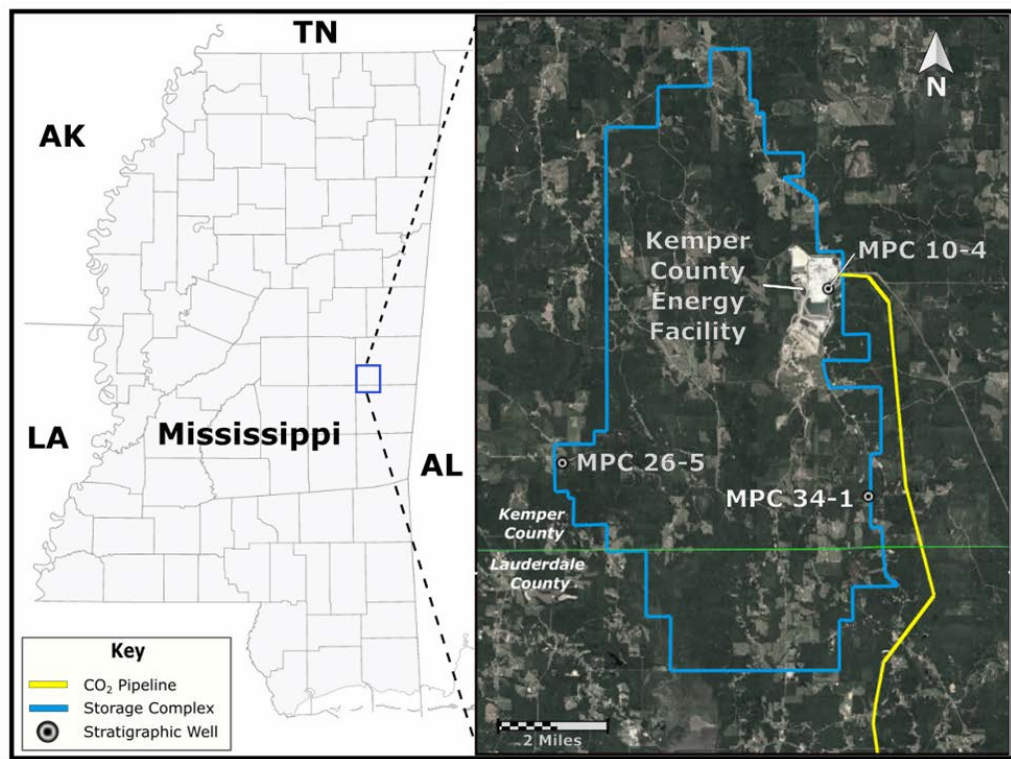 TN
AK
LA
Mississippi
AL
Key
CO₂ Pipeline
Storage Complex
Stratigraphic Well
N
Kemper
County
Energy
Facility
MPC 10-4
MPC 26-5
MPC 34-1
Kemper
County
Lauderdale
County
2 Miles